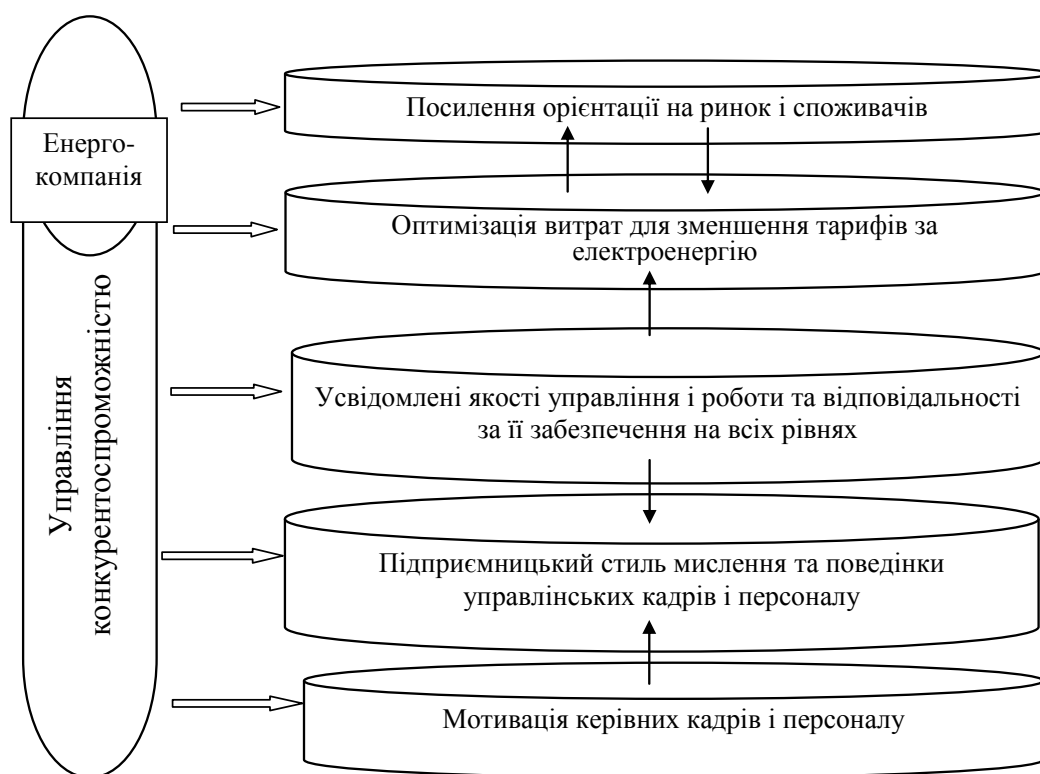 Енерго-
компанія
Управління
конкурентоспроможністю
Посилення орієнтації на ринок і споживачів
Оптимізація витрат для зменшення тарифів за
електроенергію
Усвідомлені якості управління і роботи та відповідальності
за її забезпечення на всіх рівнях
Підприємницький стиль мислення та поведінки
управлінських кадрів і персоналу
Мотивація керівних кадрів і персоналу